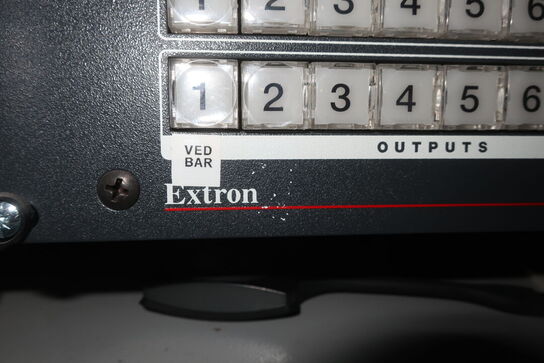 1 2 3 4 5 6
1 2 3 4 5 6
OUTPUTS
VED
BAR
Extron